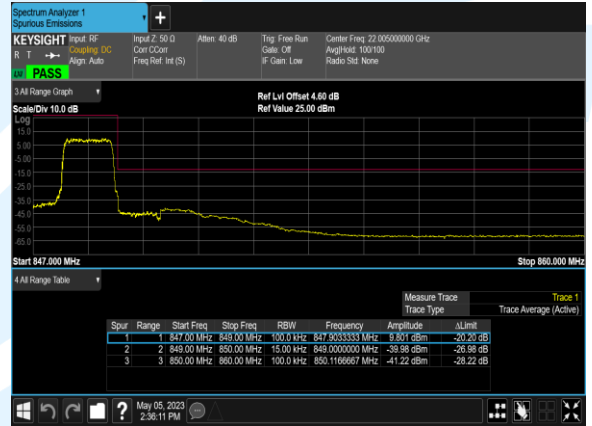 Spectrum Analyzer 1
Spurious Emissions
KEYSIGHT Input: RF Input Z: 50 Ω Atten: 40 dB Trig: Free Run Center Freq: 22.005000000 GHz
R T Coupling: DC Corr CCorr Gate: Off Avg|Hold: 100/100
Align: Auto Freq Ref: Int (S) IF Gain: Low Radio Std: None
LW PASS
3 All Range Graph Ref Lvl Offset 4.60 dB
Scale/Div 10.0 dB Ref Value 25.00 dBm
Log
15.0
5.00
-5.00
-15.0
-25.0
-35.0
-45.0
-55.0
-65.0
Start 847.000 MHz Stop 860.000 MHz
4 All Range Table
Measure Trace Trace 1
Trace Type Trace Average (Active)
Spur Range Start Freq Stop Freq RBW Frequency Amplitude ΔLimit
1 1 847.00 MHz 849.00 MHz 100.0 kHz 847.9033333 MHz 9.801 dBm -20.20 dB
2 2 849.00 MHz 850.00 MHz 15.00 kHz 849.0000000 MHz -39.98 dBm -26.98 dB
3 3 850.00 MHz 860.00 MHz 100.0 kHz 850.1166667 MHz -41.22 dBm -28.22 dB
? May 05, 2023
2:36:11 PM